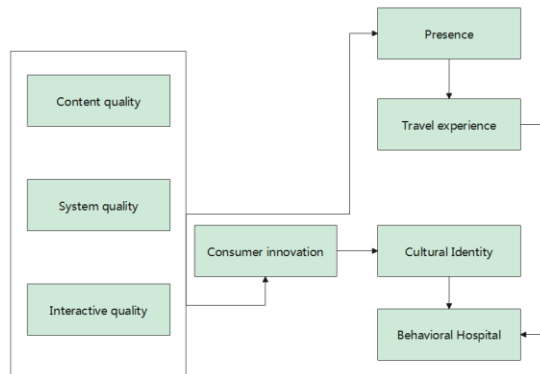 Presence
Content quality
Travel experience
System quality
Consumer innovation
Cultural Identity
Interactive quality
Behavioral Hospital